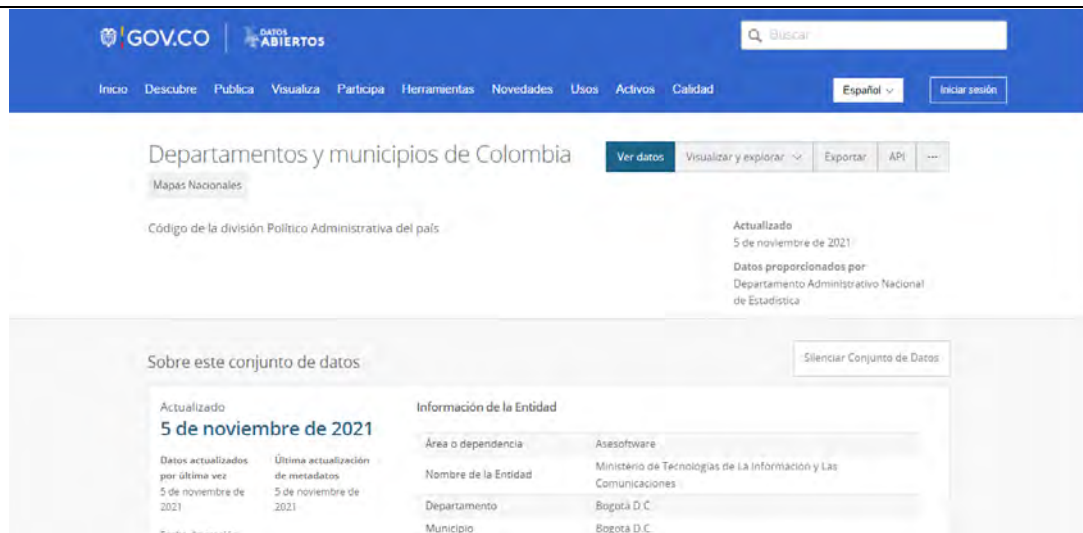 GOV.CO DATOS ABIERTOS Buscar
Inicio Descubre Publica Visualiza Participa Herramientas Novedades Usos Activos Calidad Español Iniciar sesión
Departamentos y municipios de Colombia Ver datos Visualizar y explorar Exportar API ...
Mapas Nacionales
Código de la división Político Administrativa del país
Actualizado
5 de noviembre de 2021
Datos proporcionados por
Departamento Administrativo Nacional
de Estadística
Sobre este conjunto de datos Silenciar Conjunto de Datos
Actualizado
5 de noviembre de 2021
Datos actualizados
por última vez
5 de noviembre de
2021
Última actualización
de metadatos
5 de noviembre de
2021
Información de la Entidad
Área o dependencia Asesoftware
Nombre de la Entidad Ministerio de Tecnologías de La Información y Las
Comunicaciones
Departamento Bogotá D.C.
Municipio Bogotá D.C.